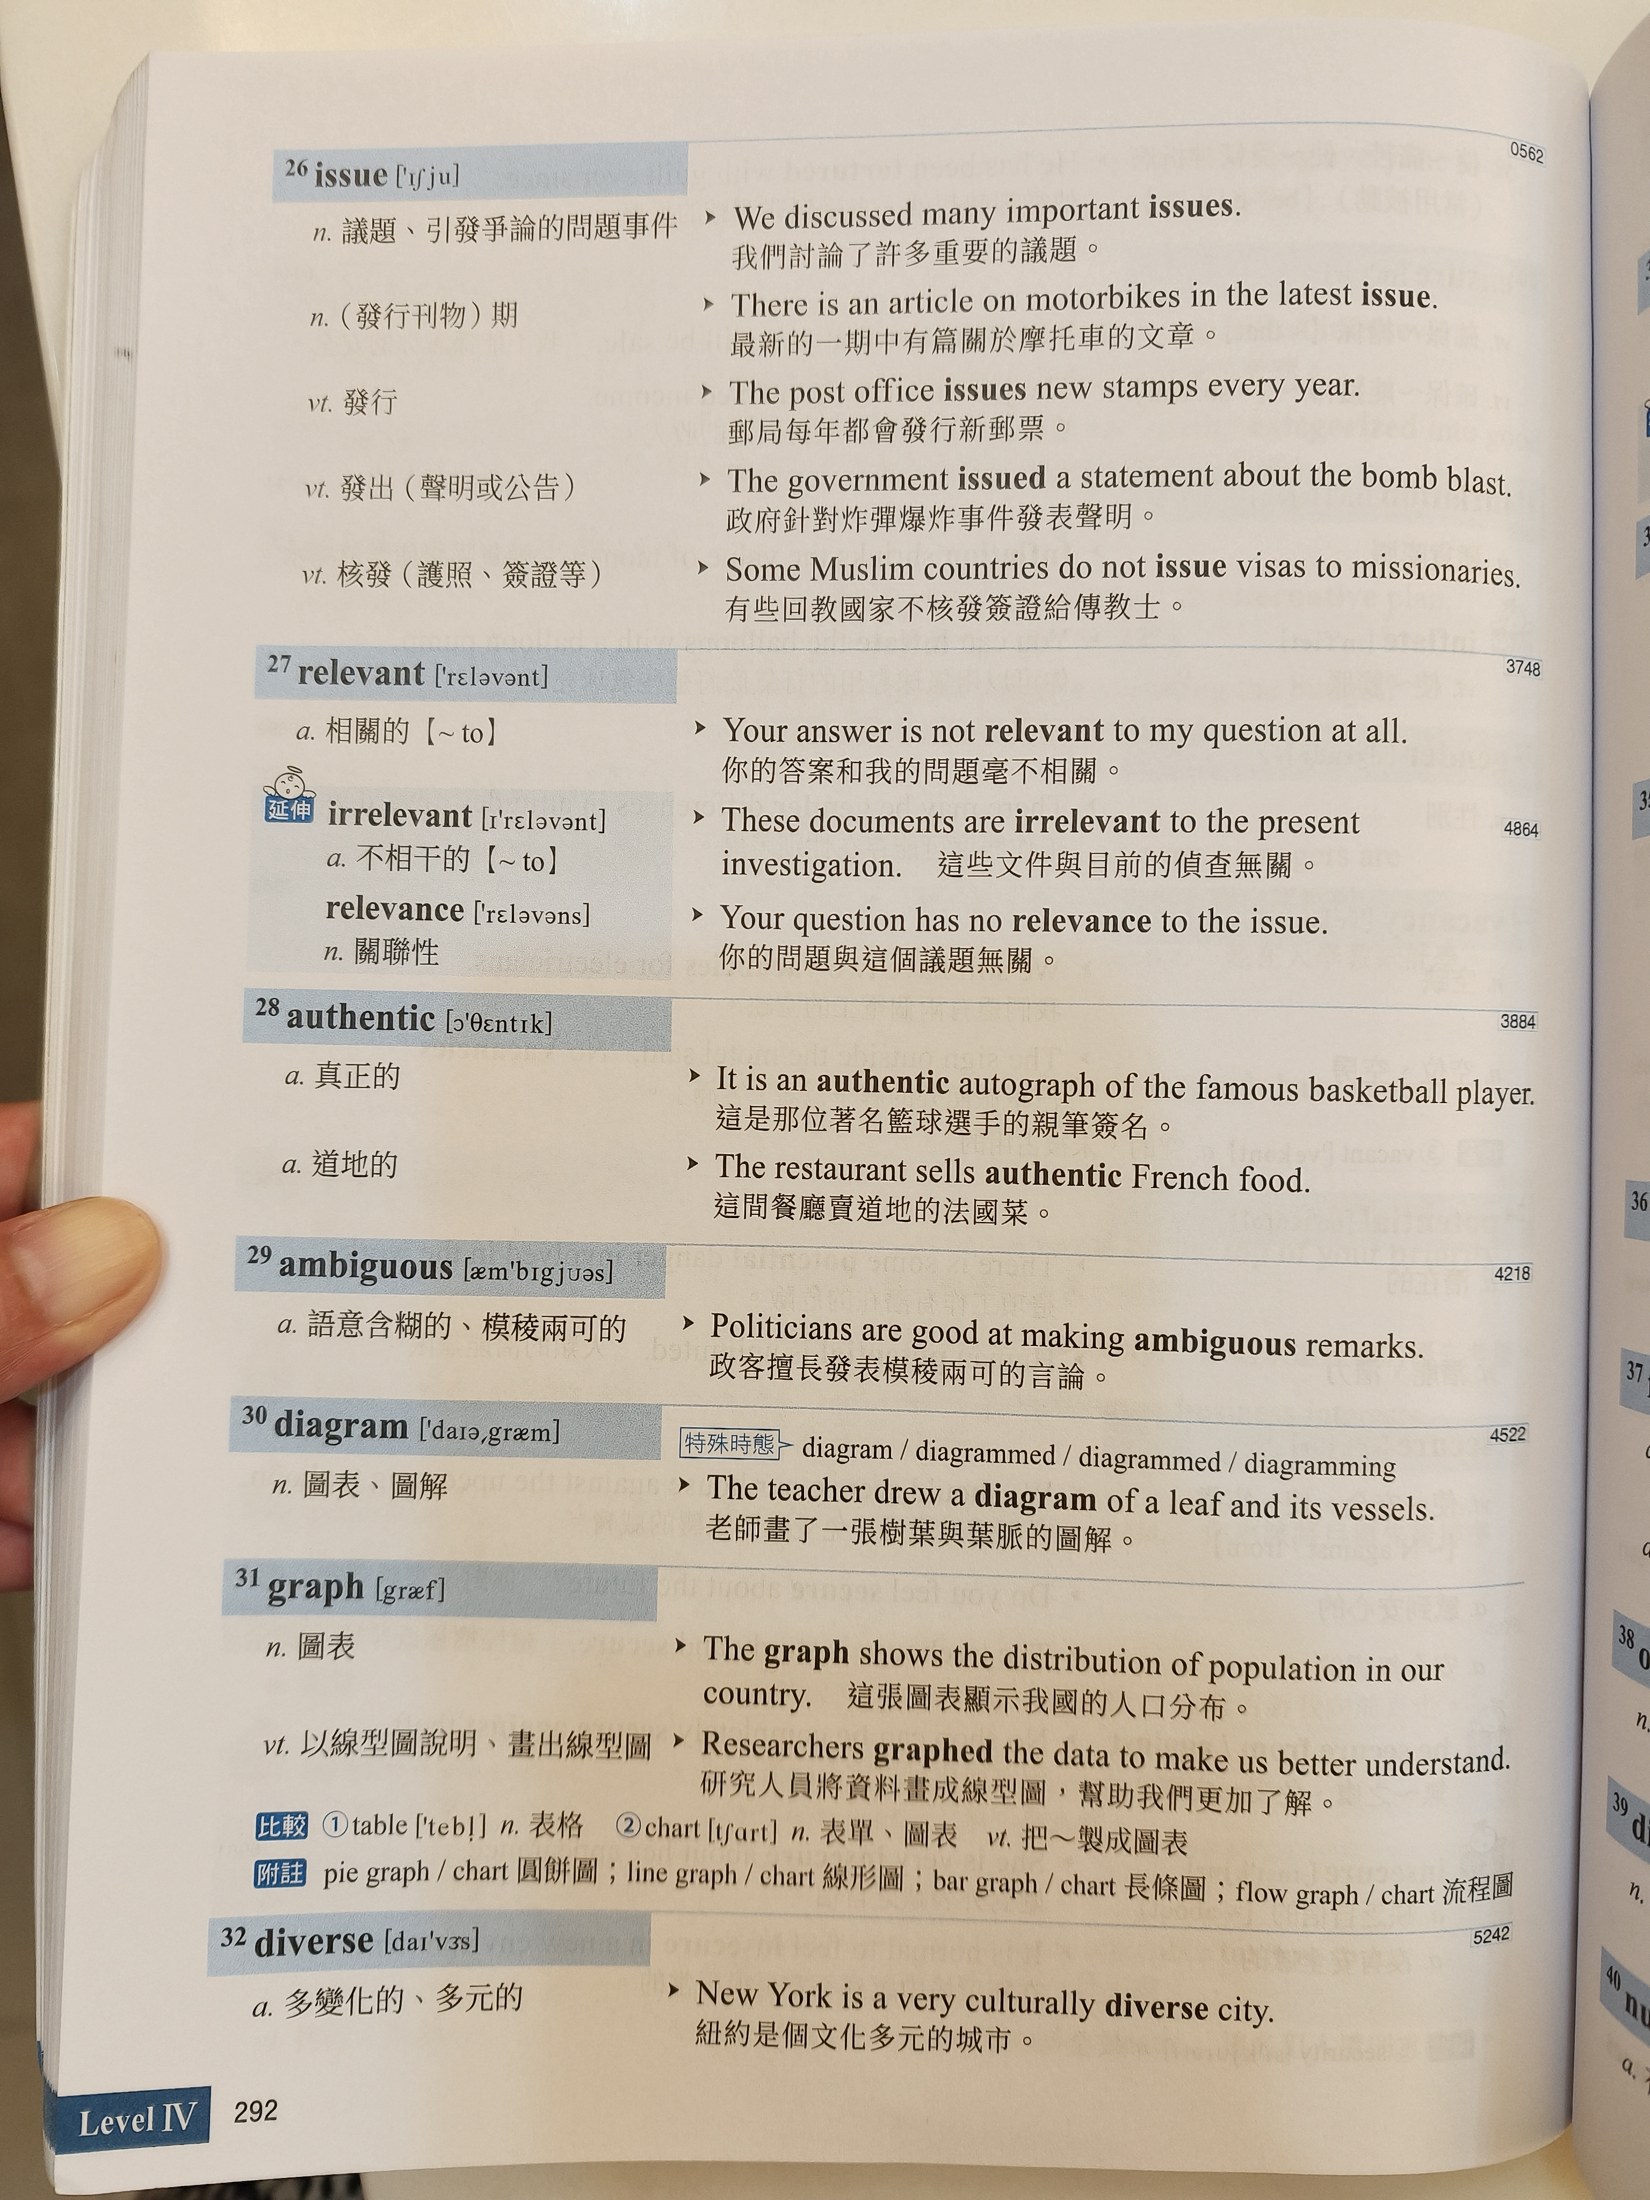 0562
26 issue [ˈɪʃju]
n. 議題、引發爭論的問題事件 ➤ We discussed many important issues.
我們討論了許多重要的議題。
n.（發行刊物）期 ➤ There is an article on motorbikes in the latest issue.
最新的一期中有篇關於摩托車的文章。
vt. 發行 ➤ The post office issues new stamps every year.
郵局每年都會發行新郵票。
vt. 發出（聲明或公告） ➤ The government issued a statement about the bomb blast.
政府針對炸彈爆炸事件發表聲明。
vt. 核發（護照、簽證等） ➤ Some Muslim countries do not issue visas to missionaries.
有些回教國家不核發簽證給傳教士。
27 relevant [ˈrɛləvənt] 3748
a. 相關的【~ to】 ➤ Your answer is not relevant to my question at all.
你的答案和我的問題毫不相關。
延伸 irrelevant [ɪˈrɛləvənt] ➤ These documents are irrelevant to the present 4864
a. 不相干的【~ to】 investigation. 這些文件與目前的偵查無關。
relevance [ˈrɛləvəns] ➤ Your question has no relevance to the issue.
n. 關聯性 你的問題與這個議題無關。
28 authentic [ɔˈθɛntɪk] 3884
a. 真正的 ➤ It is an authentic autograph of the famous basketball player.
這是那位著名籃球選手的親筆簽名。
a. 道地的 ➤ The restaurant sells authentic French food.
這間餐廳賣道地的法國菜。
29 ambiguous [æmˈbɪgjʊəs] 4218
a. 語意含糊的、模稜兩可的 ➤ Politicians are good at making ambiguous remarks.
政客擅長發表模稜兩可的言論。
30 diagram [ˈdaɪəˌgræm] 特殊時態 diagram / diagrammed / diagrammed / diagramming 4522
n. 圖表、圖解 ➤ The teacher drew a diagram of a leaf and its vessels.
老師畫了一張樹葉與葉脈的圖解。
31 graph [græf]
n. 圖表 ➤ The graph shows the distribution of population in our
country. 這張圖表顯示我國的人口分布。
vt. 以線型圖說明、畫出線型圖 ➤ Researchers graphed the data to make us better understand.
研究人員將資料畫成線型圖，幫助我們更加了解。
比較 ①table [ˈtebl̩] n. 表格 ②chart [tʃɑrt] n. 表單、圖表 vt. 把～製成圖表
附註 pie graph / chart 圓餅圖；line graph / chart 線形圖；bar graph / chart 長條圖；flow graph / chart 流程圖
32 diverse [daɪˈvɜs] 5242
a. 多變化的、多元的 ➤ New York is a very culturally diverse city.
紐約是個文化多元的城市。
Level IV 292
36
37
38
39
40